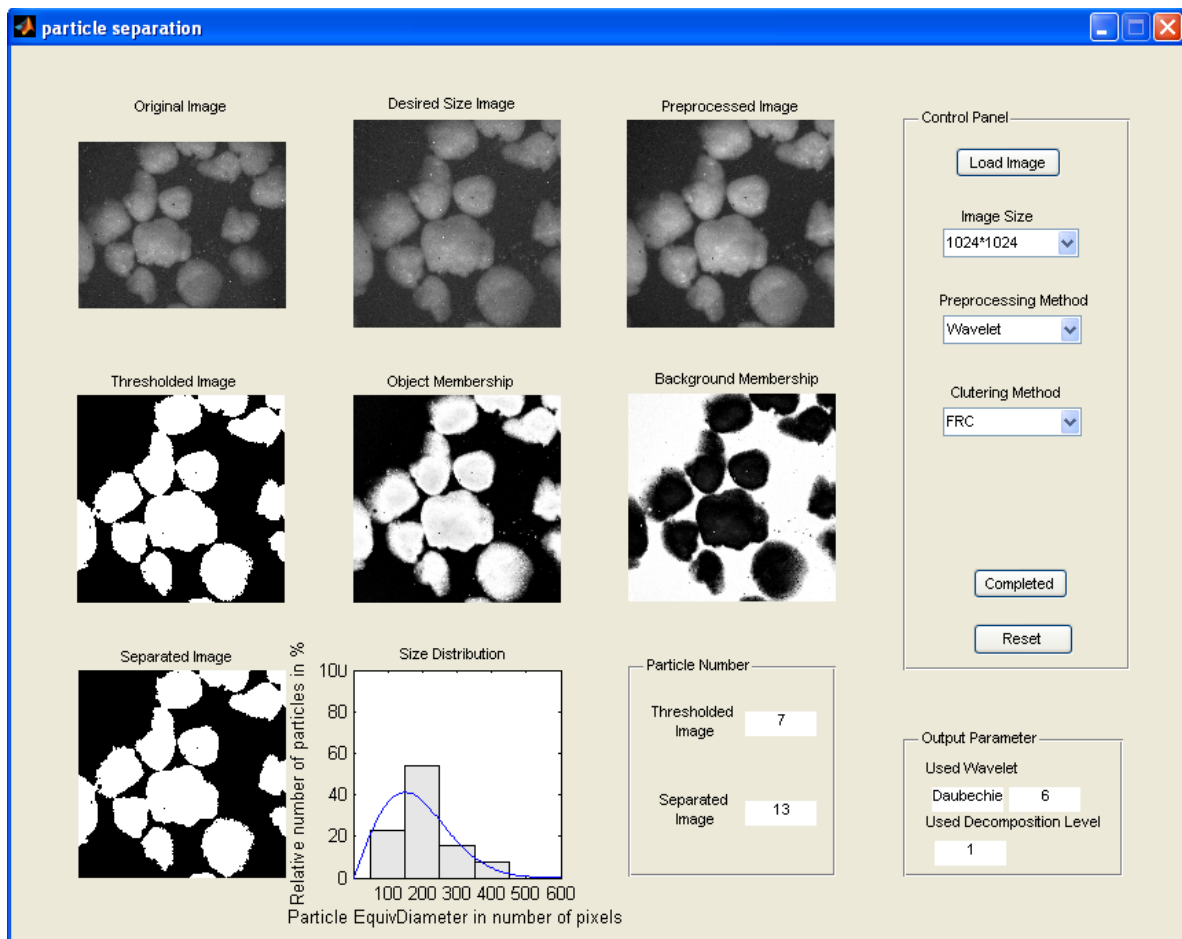 particle separation
Original Image
Desired Size Image
Preprocessed Image
Thresholded Image
Object Membership
Background Membership
Separated Image
Size Distribution
Relative number of particles in %
100
80
60
40
20
0
100 200 300 400 500 600
Particle EquivDiameter in number of pixels
Particle Number
Thresholded
Image
7
Separated
Image
13
Control Panel
Load Image
Image Size
1024*1024
Preprocessing Method
Wavelet
Clutering Method
FRC
Completed
Reset
Output Parameter
Used Wavelet
Daubechie 6
Used Decomposition Level
1